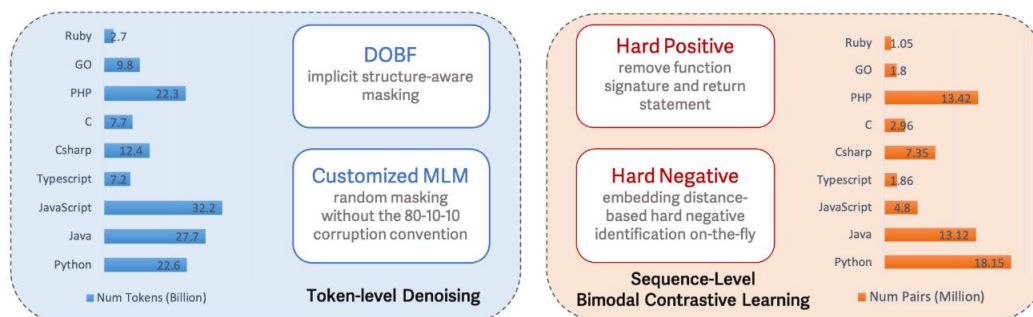 Ruby 2.7
GO 9.8
PHP 22.3
C 7.7
Csharp 12.4
Typescript 7.2
JavaScript 32.2
Java 27.7
Python 22.6
Num Tokens (Billion)
DOBF
implicit structure-aware
masking
Customized MLM
random masking
without the 80-10-10
corruption convention
Token-level Denoising
Hard Positive
remove function
signature and return
statement
Hard Negative
embedding distance-
based hard negative
identification on-the-fly
Sequence-Level
Bimodal Contrastive Learning
Ruby 1.05
GO 1.8
PHP 13.42
C 2.96
Csharp 7.35
Typescript 1.86
JavaScript 4.8
Java 13.12
Python 18.15
Num Pairs (Million)